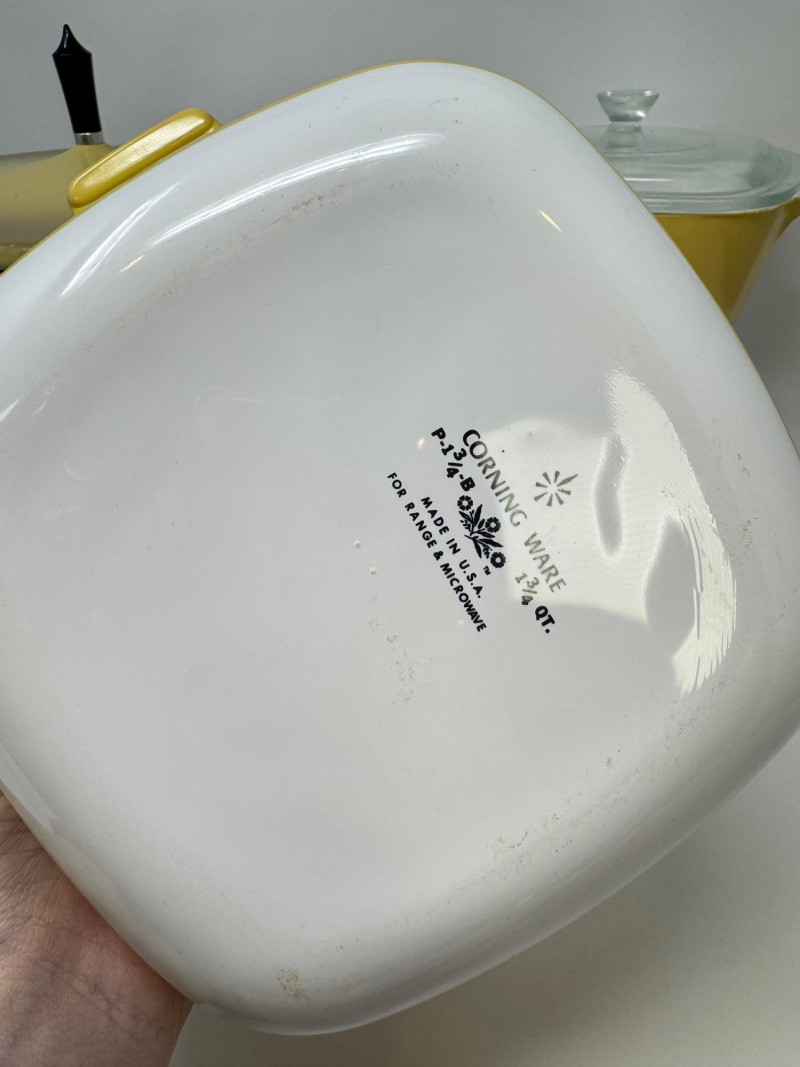 CORNING WARE
P-1¾-B 1¾ QT.
MADE IN U.S.A. ™
FOR RANGE & MICROWAVE